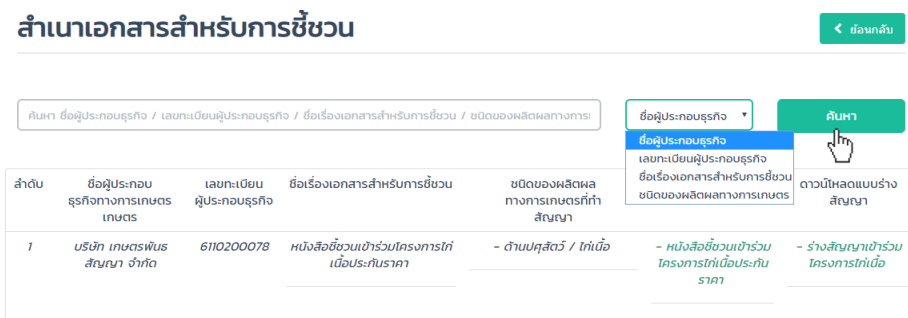 สำเนาเอกสารสำหรับการชี้ชวน
ย้อนกลับ
ค้นหา ชื่อผู้ประกอบธุรกิจ / เลขทะเบียนผู้ประกอบธุรกิจ / ชื่อเรื่องเอกสารสำหรับการชี้ชวน / ชนิดของผลิตผลทางการเ
ชื่อผู้ประกอบธุรกิจ
ค้นหา
ชื่อผู้ประกอบธุรกิจ
เลขทะเบียนผู้ประกอบธุรกิจ
ชื่อเรื่องเอกสารสำหรับการชี้ชวน
ชนิดของผลิตผลทางการเกษตร
ลำดับ
ชื่อผู้ประกอบ
ธุรกิจทางการเกษตร
เกษตร
เลขทะเบียน
ผู้ประกอบธุรกิจ
ชื่อเรื่องเอกสารสำหรับการชี้ชวน
ชนิดของผลิตผล
ทางการเกษตรที่ทำ
สัญญา
ดาวน์โหลดแบบร่าง
สัญญา
1
บริษัท เกษตรพันธ
สัญญา จำกัด
6110200078
หนังสือชี้ชวนเข้าร่วมโครงการไก่
เนื้อประกันราคา
- ด้านปศุสัตว์ / ไก่เนื้อ
- หนังสือชี้ชวนเข้าร่วม
โครงการไก่เนื้อประกัน
ราคา
- ร่างสัญญาเข้าร่วม
โครงการไก่เนื้อ